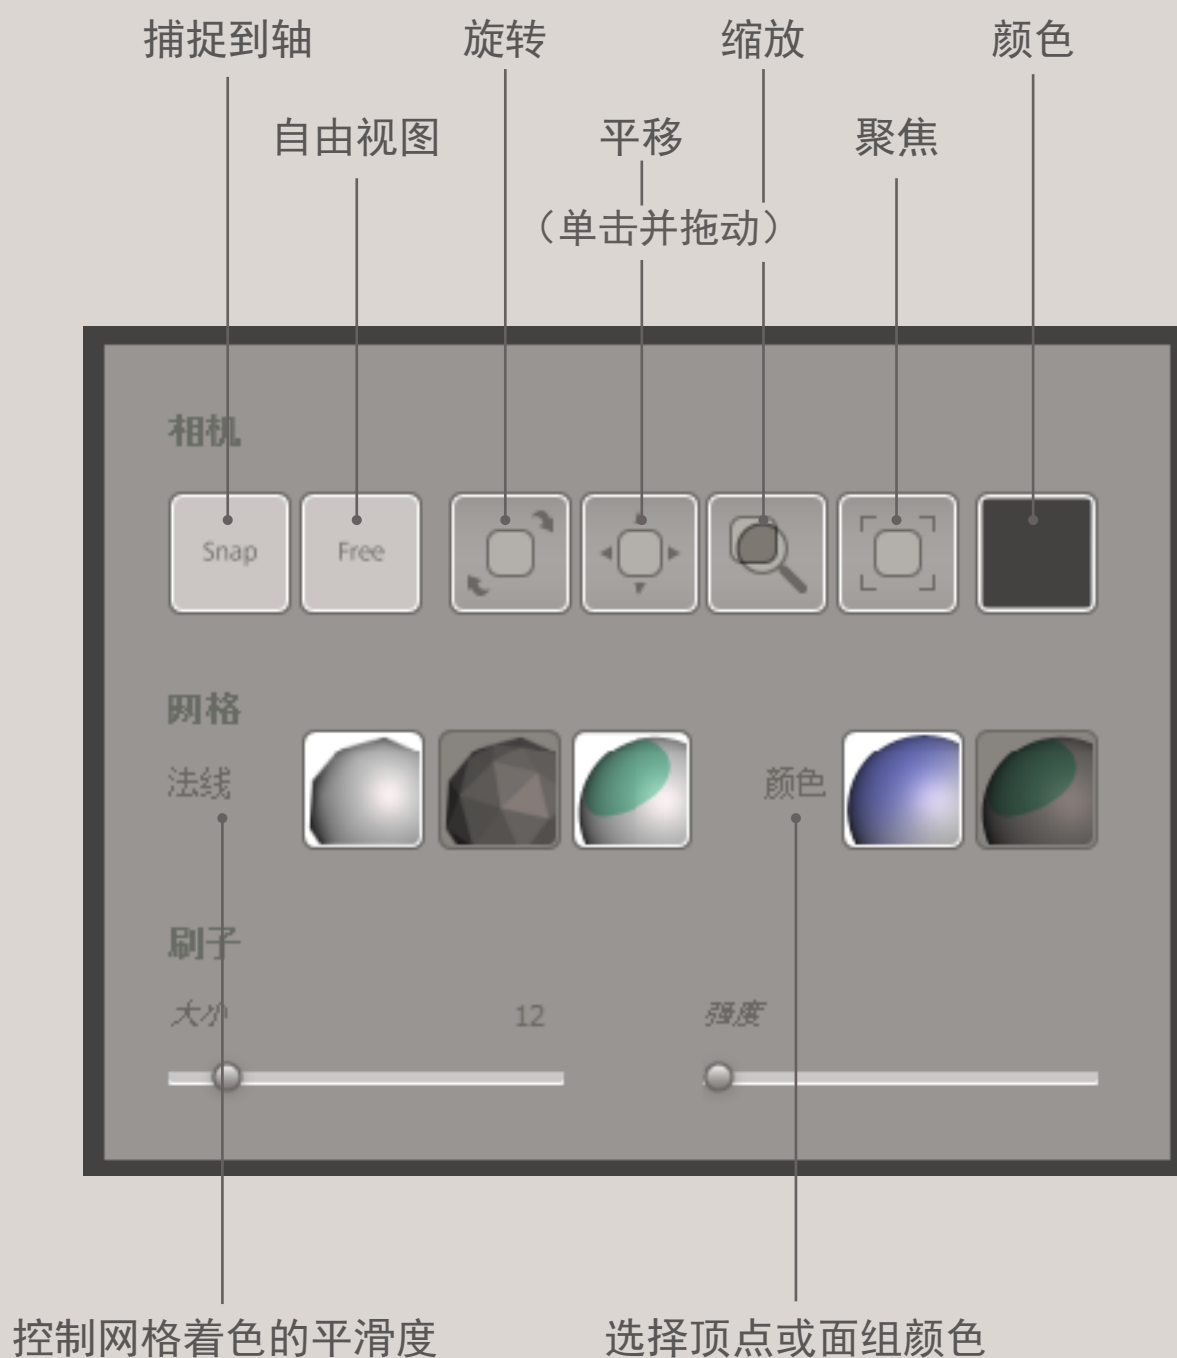 捕捉到轴
旋转
缩放
颜色
自由视图
平移
聚焦
（单击并拖动）
相机
Snap
Free
网格
法线
颜色
刷子
大小
12
强度
控制网格着色的平滑度
选择顶点或面组颜色